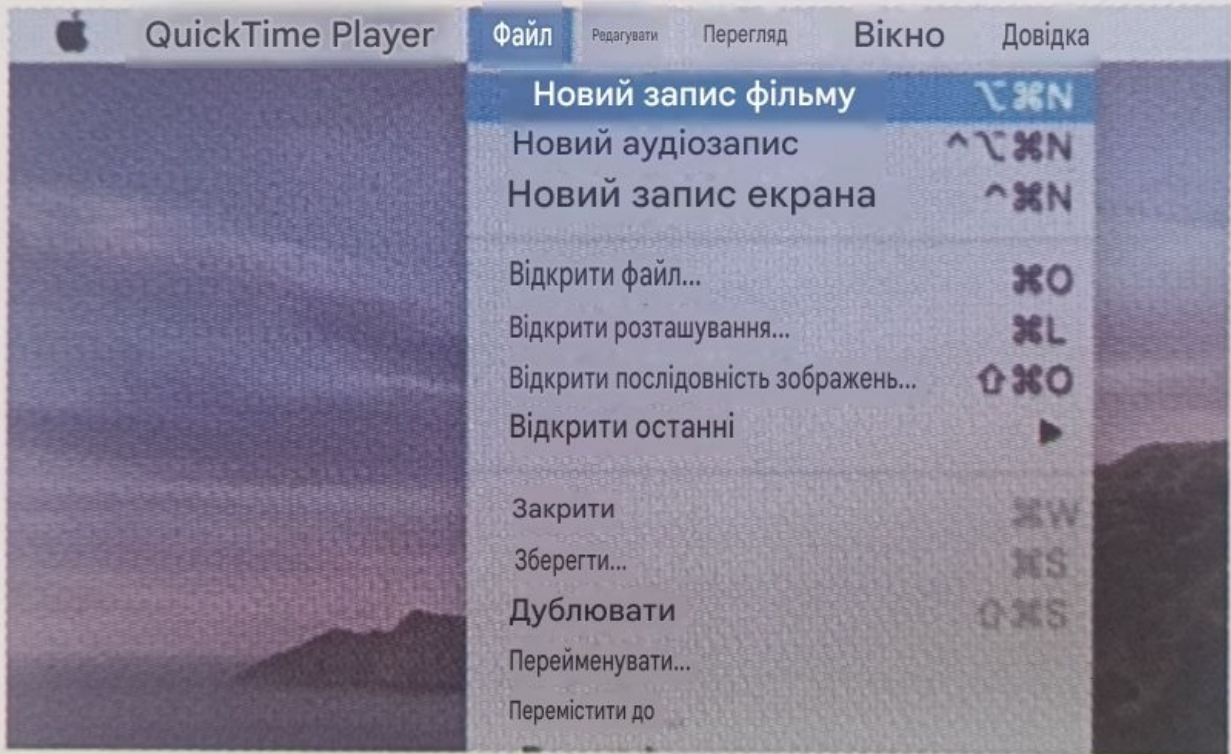 QuickTime Player Файл Редагувати Перегляд Вікно Довідка
Новий запис фільму ⌥⌘N
Новий аудіозапис ^⌥⌘N
Новий запис екрана ^⌘N
Відкрити файл... ⌘O
Відкрити розташування... ⌘L
Відкрити послідовність зображень... ⇧⌘O
Відкрити останні ▶
Закрити ⌘W
Зберегти... ⌘S
Дублювати ⇧⌘S
Перейменувати...
Перемістити до